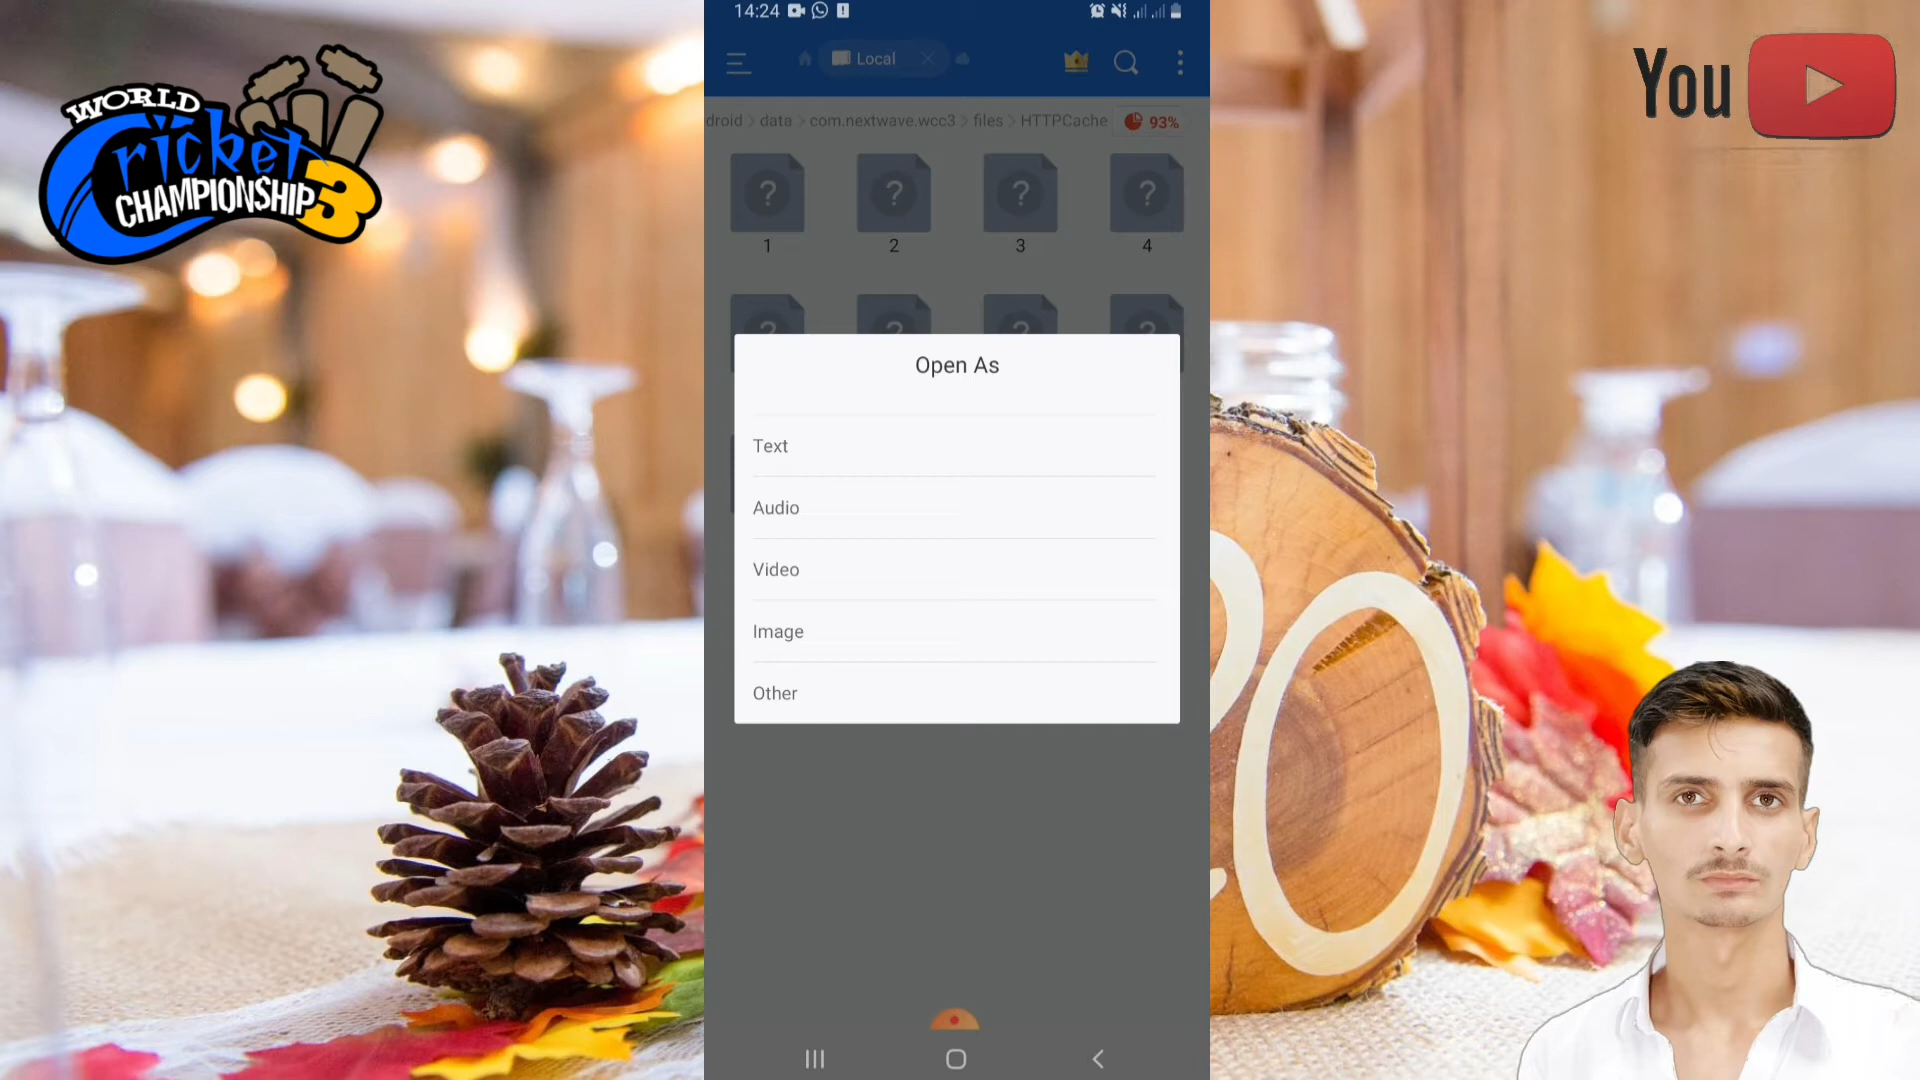 WORLD
Cricket
CHAMPIONSHIP 3
14:24
Local
droid > data > com.nextwave.wcc3 > files > HTTPCache
93%
1 2 3 4
Open As
Text
Audio
Video
Image
Other
You
20